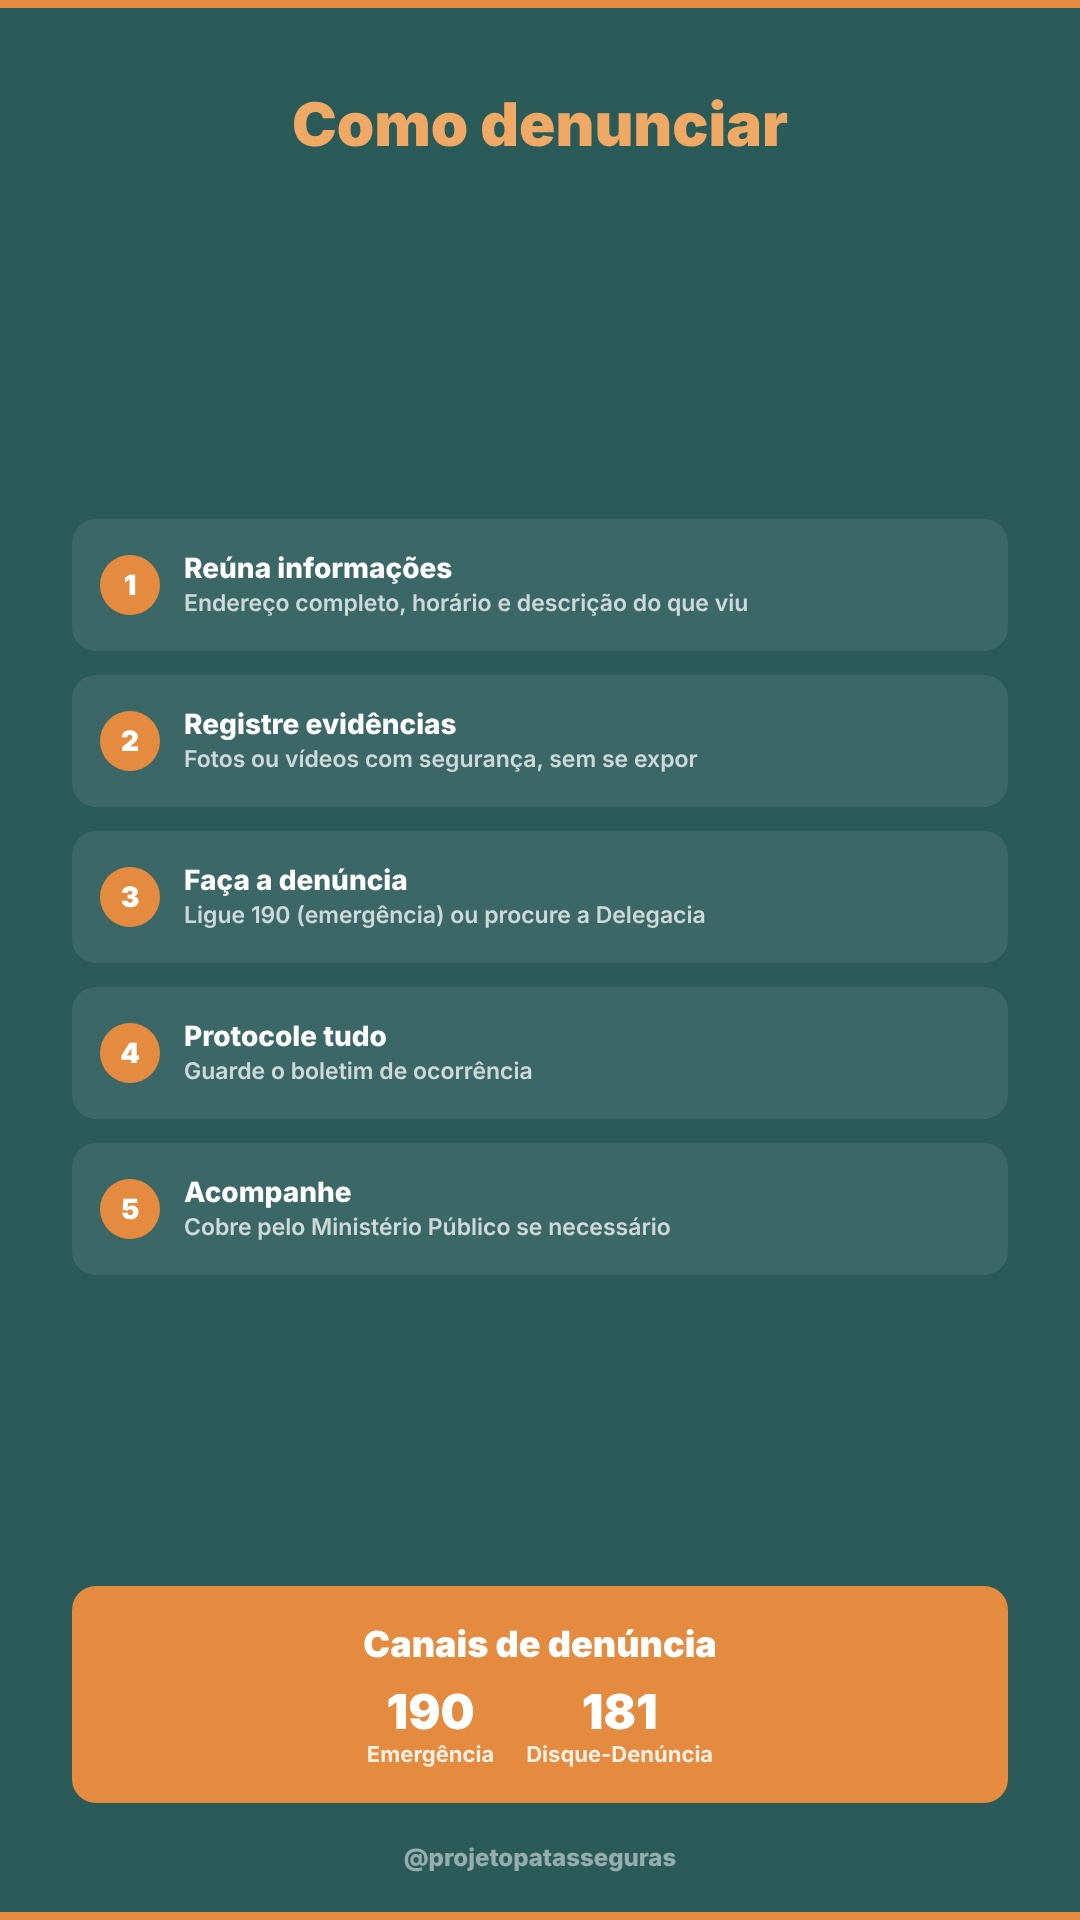 Como denunciar
1
Reúna informações
Endereço completo, horário e descrição do que viu
2
Registre evidências
Fotos ou vídeos com segurança, sem se expor
3
Faça a denúncia
Ligue 190 (emergência) ou procure a Delegacia
4
Protocole tudo
Guarde o boletim de ocorrência
5
Acompanhe
Cobre pelo Ministério Público se necessário
Canais de denúncia
190 181
Emergência Disque-Denúncia
@projetopatasseguras